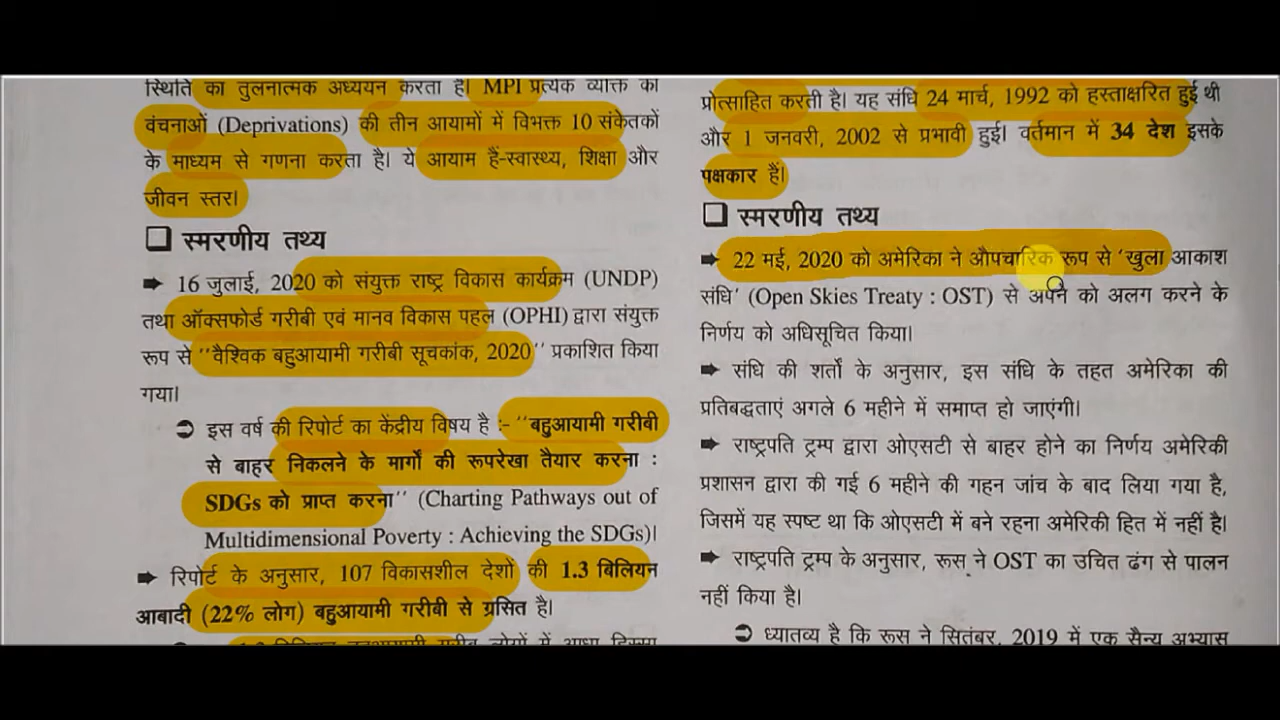 स्थिति का तुलनात्मक अध्ययन करता है। MPI प्रत्येक व्यक्ति की
वंचनाओं (Deprivations) की तीन आयामों में विभक्त 10 संकेतकों
के माध्यम से गणना करता है। ये आयाम हैं-स्वास्थ्य, शिक्षा और
जीवन स्तर।
❑ स्मरणीय तथ्य
➡ 16 जुलाई, 2020 को संयुक्त राष्ट्र विकास कार्यक्रम (UNDP)
तथा ऑक्सफोर्ड गरीबी एवं मानव विकास पहल (OPHI) द्वारा संयुक्त
रूप से ''वैश्विक बहुआयामी गरीबी सूचकांक, 2020'' प्रकाशित किया
गया।
➲ इस वर्ष की रिपोर्ट का केंद्रीय विषय है :- ''बहुआयामी गरीबी
से बाहर निकलने के मार्गों की रूपरेखा तैयार करना :
SDGs को प्राप्त करना'' (Charting Pathways out of
Multidimensional Poverty : Achieving the SDGs)।
➡ रिपोर्ट के अनुसार, 107 विकासशील देशों की 1.3 बिलियन
आबादी (22% लोग) बहुआयामी गरीबी से ग्रसित है।
प्रोत्साहित करती है। यह संधि 24 मार्च, 1992 को हस्ताक्षरित हुई थी
और 1 जनवरी, 2002 से प्रभावी हुई। वर्तमान में 34 देश इसके
पक्षकार हैं।
❑ स्मरणीय तथ्य
➡ 22 मई, 2020 को अमेरिका ने औपचारिक रूप से 'खुला आकाश
संधि' (Open Skies Treaty : OST) से अपने को अलग करने के
निर्णय को अधिसूचित किया।
➡ संधि की शर्तों के अनुसार, इस संधि के तहत अमेरिका की
प्रतिबद्धताएं अगले 6 महीने में समाप्त हो जाएंगी।
➡ राष्ट्रपति ट्रम्प द्वारा ओएसटी से बाहर होने का निर्णय अमेरिकी
प्रशासन द्वारा की गई 6 महीने की गहन जांच के बाद लिया गया है,
जिसमें यह स्पष्ट था कि ओएसटी में बने रहना अमेरिकी हित में नहीं है।
➡ राष्ट्रपति ट्रम्प के अनुसार, रूस ने OST का उचित ढंग से पालन
नहीं किया है।
➲ ध्यातव्य है कि रूस ने सितंबर, 2019 में एक सैन्य अभ्यास